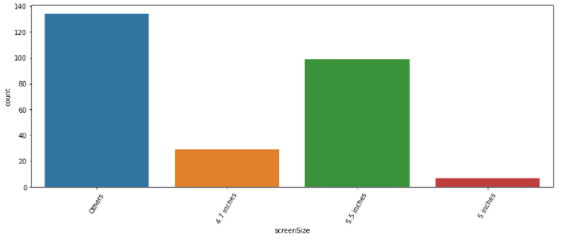 140
120
100
80
60
40
20
0
count
Others
4.7 inches
5.5 inches
5 inches
screenSize